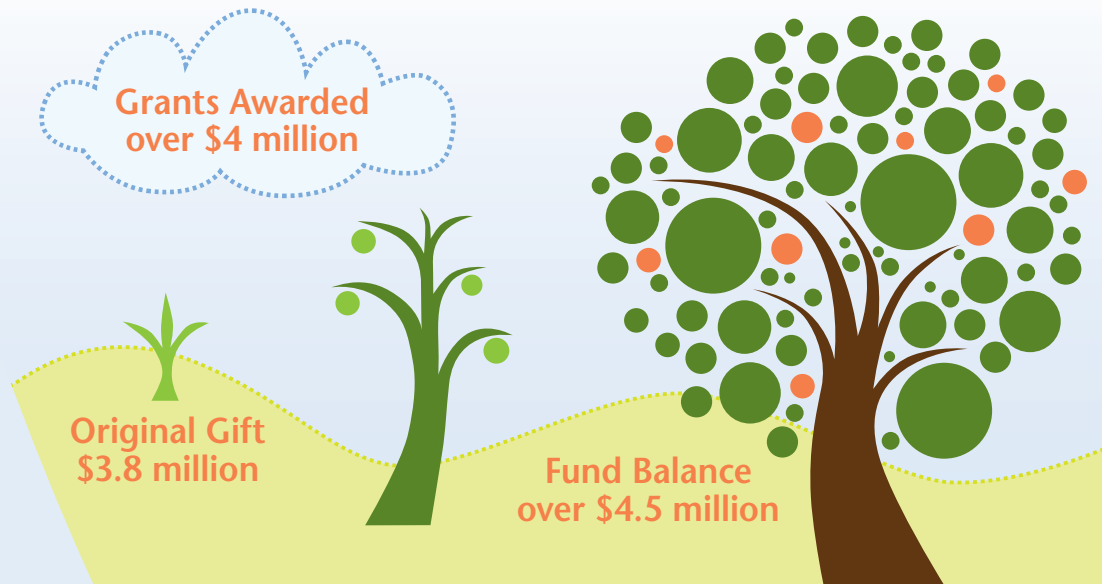 Grants Awarded
over $4 million
Original Gift
$3.8 million
Fund Balance
over $4.5 million